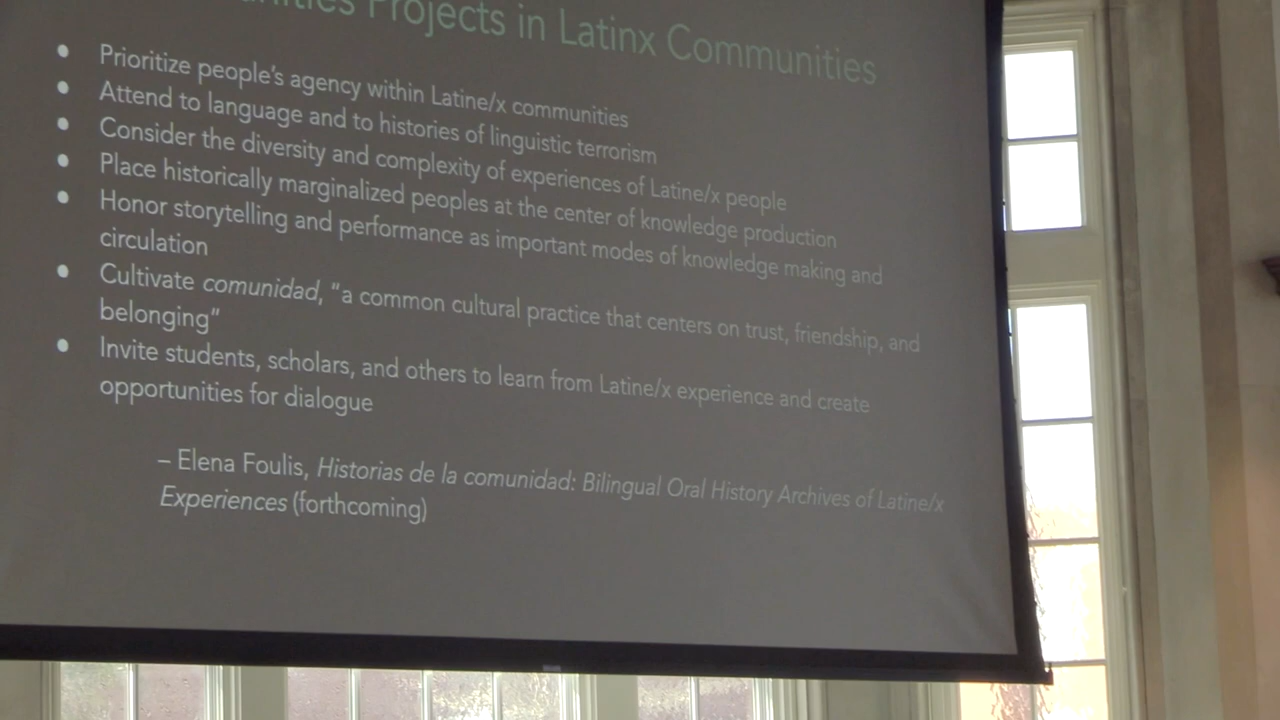 Projects in Latinx Communities
• Prioritize people's agency within Latine/x communities
• Attend to language and to histories of linguistic terrorism
• Consider the diversity and complexity of experiences of Latine/x people
• Place historically marginalized peoples at the center of knowledge production
• Honor storytelling and performance as important modes of knowledge making and
circulation
• Cultivate comunidad, “a common cultural practice that centers on trust, friendship, and
belonging”
• Invite students, scholars, and others to learn from Latine/x experience and create
opportunities for dialogue
– Elena Foulis, Historias de la comunidad: Bilingual Oral History Archives of Latine/x
Experiences (forthcoming)